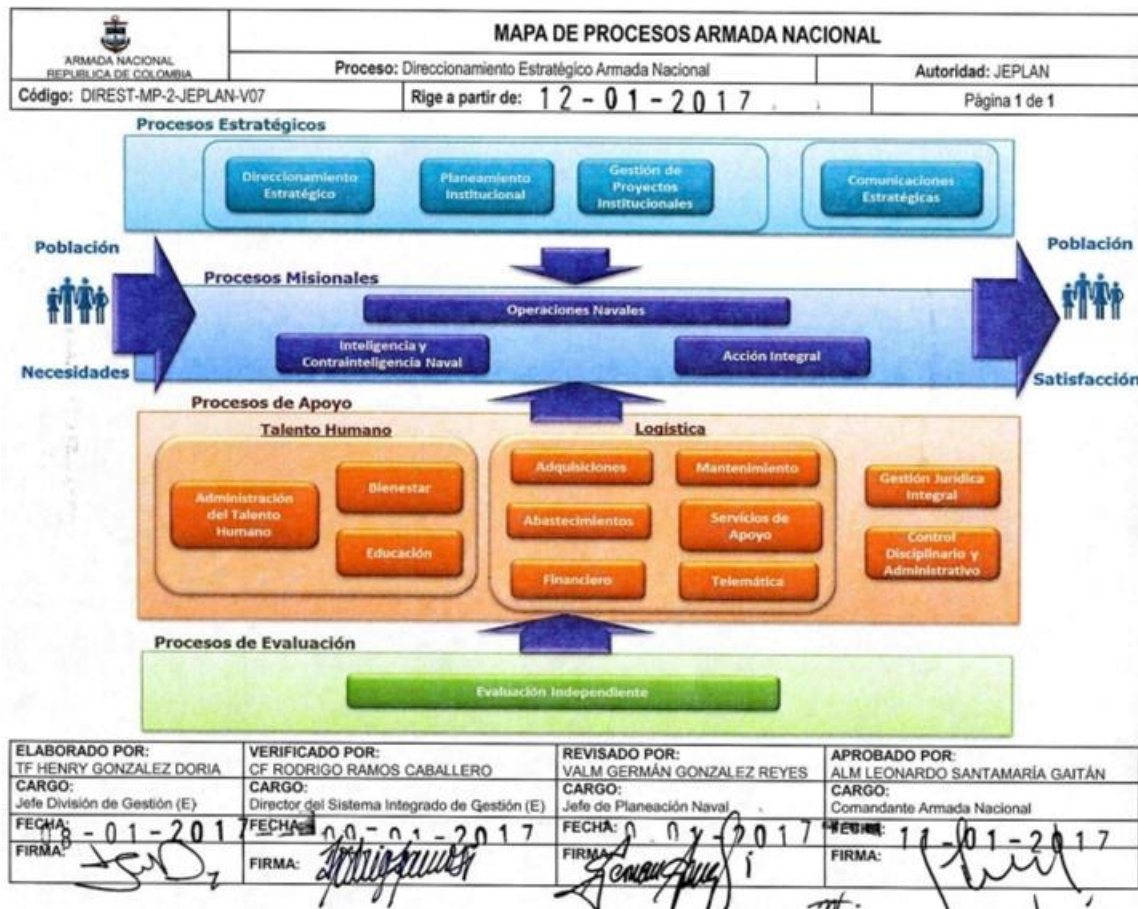 MAPA DE PROCESOS ARMADA NACIONAL
ARMADA NACIONAL
REPUBLICA DE COLOMBIA
Proceso: Direccionamiento Estratégico Armada Nacional
Autoridad: JEPLAN
Código: DIREST-MP-2-JEPLAN-V07
Rige a partir de: 12-01-2017
Página 1 de 1
Procesos Estratégicos
Direccionamiento
Estratégico
Planeamiento
Institucional
Gestión de
Proyectos
Institucionales
Comunicaciones
Estratégicas
Población
Necesidades
Procesos Misionales
Operaciones Navales
Inteligencia y
Contrainteligencia Naval
Acción Integral
Población
Satisfacción
Procesos de Apoyo
Talento Humano
Administración
del Talento
Humano
Bienestar
Educación
Logística
Adquisiciones
Mantenimiento
Abastecimientos
Servicios de
Apoyo
Financiero
Telemática
Gestión Jurídica
Integral
Control
Disciplinario y
Administrativo
Procesos de Evaluación
Evaluación Independiente
ELABORADO POR:
TF HENRY GONZALEZ DORIA
CARGO:
Jefe División de Gestión (E)
FECHA: 8-01-2017
FIRMA:
VERIFICADO POR:
CF RODRIGO RAMOS CABALLERO
CARGO:
Director del Sistema Integrado de Gestión (E)
FECHA: -01-2017
FIRMA:
REVISADO POR:
VALM GERMÁN GONZALEZ REYES
CARGO:
Jefe de Planeación Naval
FECHA: 2017
FIRMA:
APROBADO POR:
ALM LEONARDO SANTAMARÍA GAITÁN
CARGO:
Comandante Armada Nacional
FECHA: 11-01-2017
FIRMA: